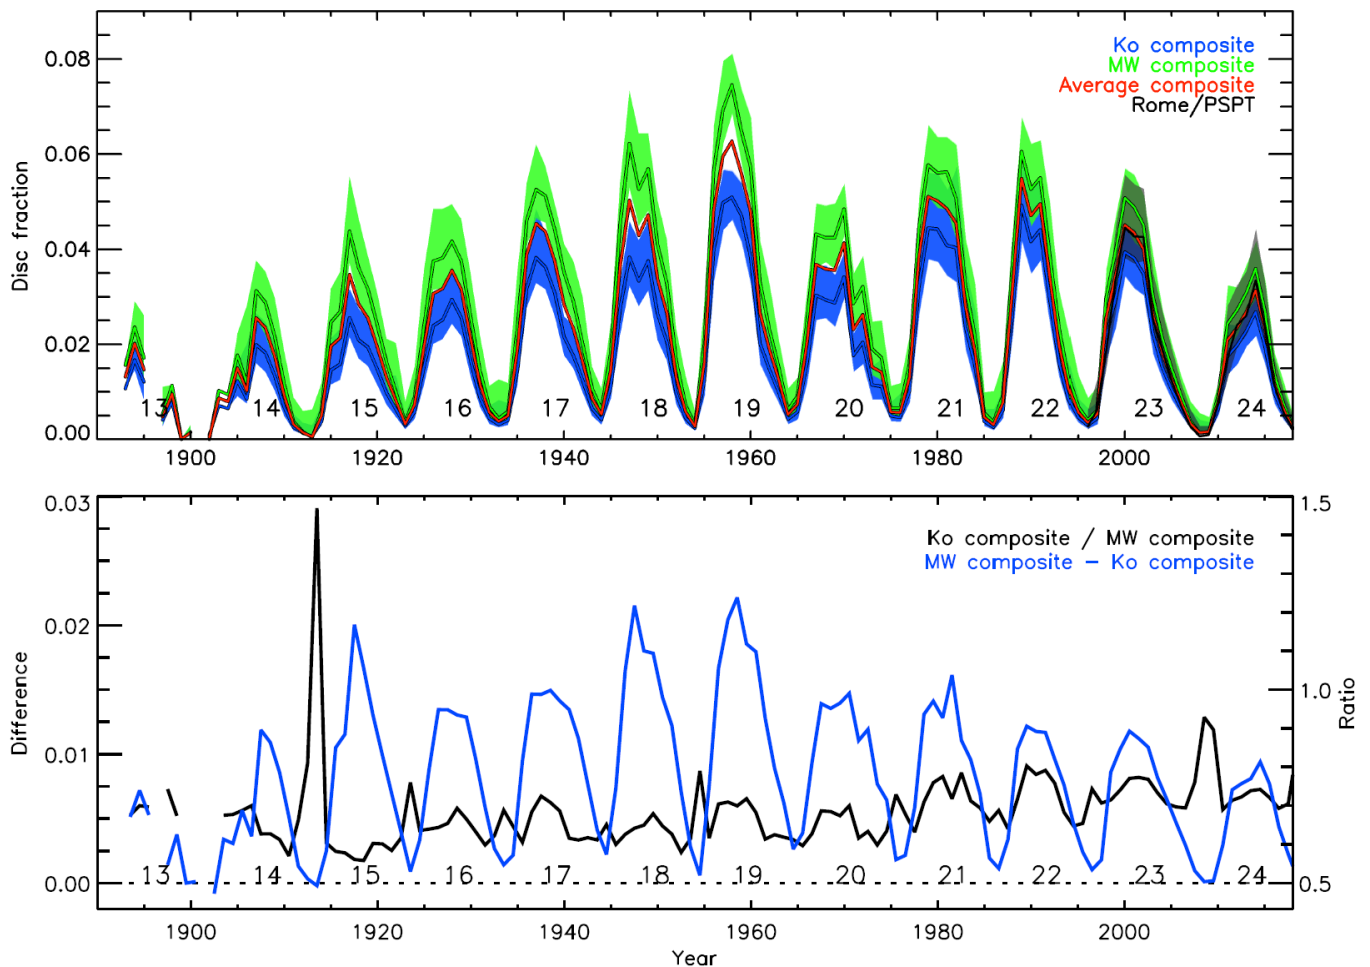 Ko composite
MW composite
Average composite
Rome/PSPT
Disc fraction
0.08
0.06
0.04
0.02
0.00
13 14 15 16 17 18 19 20 21 22 23 24
1900 1920 1940 1960 1980 2000
Ko composite / MW composite
MW composite – Ko composite
Difference
0.03
0.02
0.01
0.00
Ratio
1.5
1.0
0.5
13 14 15 16 17 18 19 20 21 22 23 24
1900 1920 1940 1960 1980 2000
Year